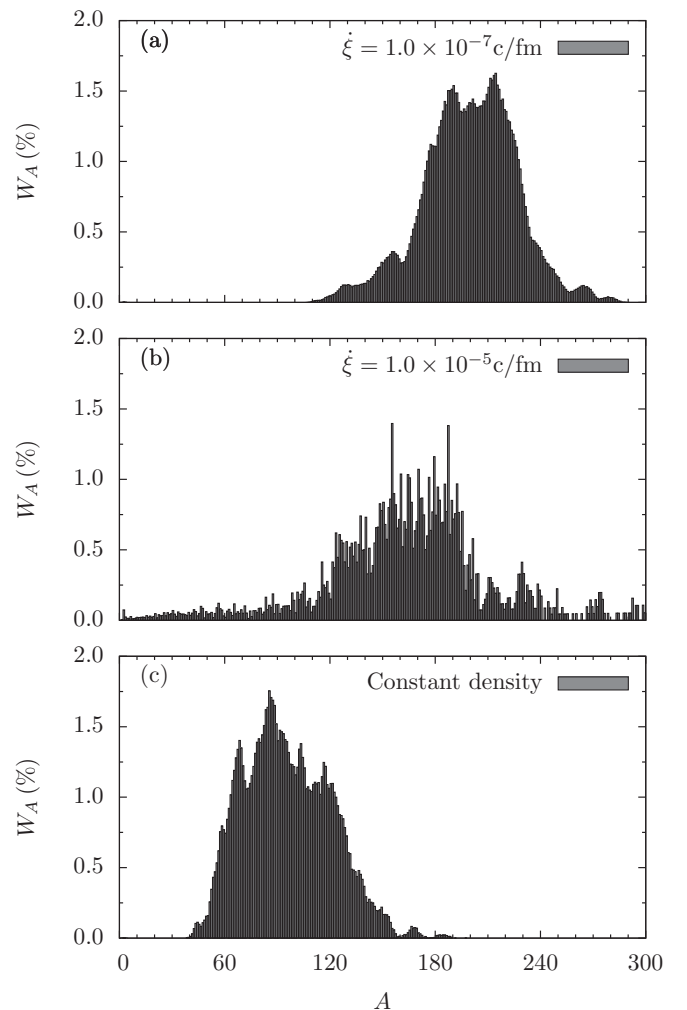 2.0
(a)
ξ̇ = 1.0 × 10⁻⁷c/fm
1.5
W_A (%)
1.0
0.5
0.0
2.0
(b)
ξ̇ = 1.0 × 10⁻⁵c/fm
1.5
W_A (%)
1.0
0.5
0.0
2.0
(c)
Constant density
1.5
W_A (%)
1.0
0.5
0.0
0 60 120 180 240 300
A